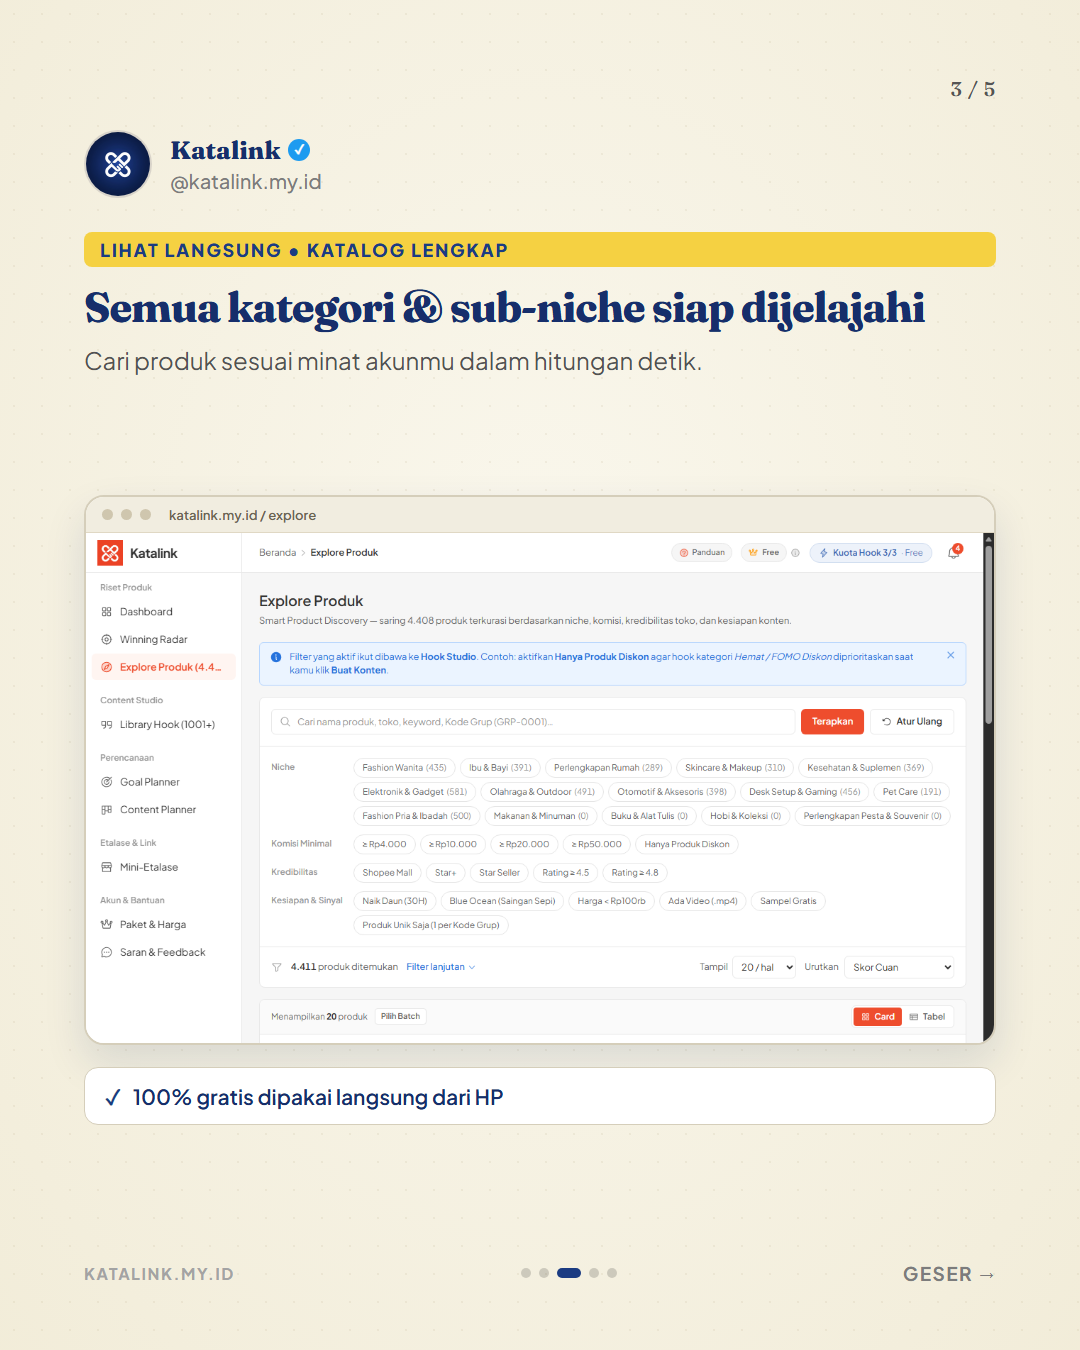 3 / 5
Katalink
@katalink.my.id
LIHAT LANGSUNG ● KATALOG LENGKAP
Semua kategori & sub-niche siap dijelajahi
Cari produk sesuai minat akunmu dalam hitungan detik.
katalink.my.id / explore
Katalink
Beranda > Explore Produk
Panduan
Free
Kuota Hook 3/3 · Free
4
Riset Produk
Dashboard
Winning Radar
Explore Produk (4.4...
Content Studio
Library Hook (1001+)
Perencanaan
Goal Planner
Content Planner
Etalase & Link
Mini-Etalase
Akun & Bantuan
Paket & Harga
Saran & Feedback
Explore Produk
Smart Product Discovery — saring 4.408 produk terkurasi berdasarkan niche, komisi, kredibilitas toko, dan kesiapan konten.
Filter yang aktif ikut dibawa ke Hook Studio. Contoh: aktifkan Hanya Produk Diskon agar hook kategori Hemat / FOMO Diskon diprioritaskan saat
kamu klik Buat Konten.
Cari nama produk, toko, keyword, Kode Grup (GRP-0001)...
Terapkan
Atur Ulang
Niche
Fashion Wanita (435) Ibu & Bayi (391) Perlengkapan Rumah (289) Skincare & Makeup (310) Kesehatan & Suplemen (369)
Elektronik & Gadget (581) Olahraga & Outdoor (491) Otomotif & Aksesoris (398) Desk Setup & Gaming (456) Pet Care (191)
Fashion Pria & Ibadah (500) Makanan & Minuman (0) Buku & Alat Tulis (0) Hobi & Koleksi (0) Perlengkapan Pesta & Souvenir (0)
Komisi Minimal ≥ Rp4.000 ≥ Rp10.000 ≥ Rp20.000 ≥ Rp50.000 Hanya Produk Diskon
Kredibilitas Shopee Mall Star+ Star Seller Rating ≥ 4.5 Rating ≥ 4.8
Kesiapan & Sinyal Naik Daun (30H) Blue Ocean (Saingan Sepi) Harga < Rp100rb Ada Video (.mp4) Sampel Gratis
Produk Unik Saja (1 per Kode Grup)
4.411 produk ditemukan Filter lanjutan
Tampil 20 / hal Urutkan Skor Cuan
Menampilkan 20 produk Pilih Batch
Card Tabel
✓ 100% gratis dipakai langsung dari HP
KATALINK.MY.ID
GESER →